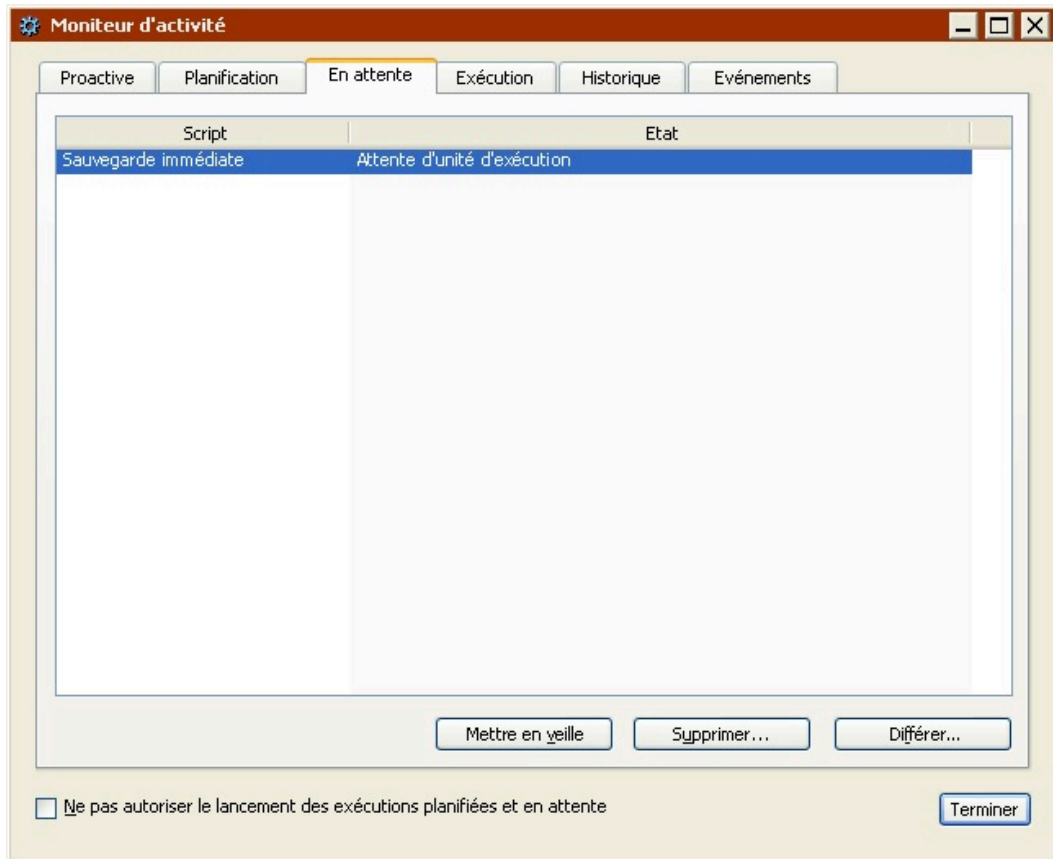 Moniteur d'activité
Proactive Planification En attente Exécution Historique Evénements
Script Etat
Sauvegarde immédiate Attente d'unité d'exécution
Mettre en veille Supprimer... Différer...
Ne pas autoriser le lancement des exécutions planifiées et en attente Terminer